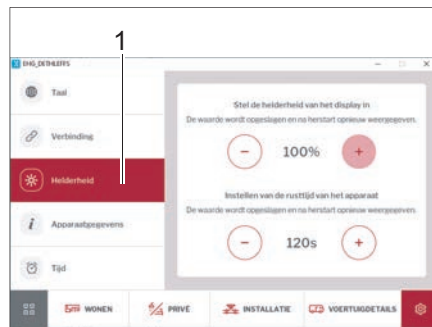 1
ENG_DETHLEFFS
Taal
Verbinding
Helderheid
Apparaatgegevens
Tijd
Stel de helderheid van het display in
De waarde wordt opgeslagen en na herstart opnieuw weergegeven.
- 100% +
Instellen van de rusttijd van het apparaat
De waarde wordt opgeslagen en na herstart opnieuw weergegeven.
- 120s +
WONEN PRIVÉ INSTALLATIE VOERTUIGDETAILS